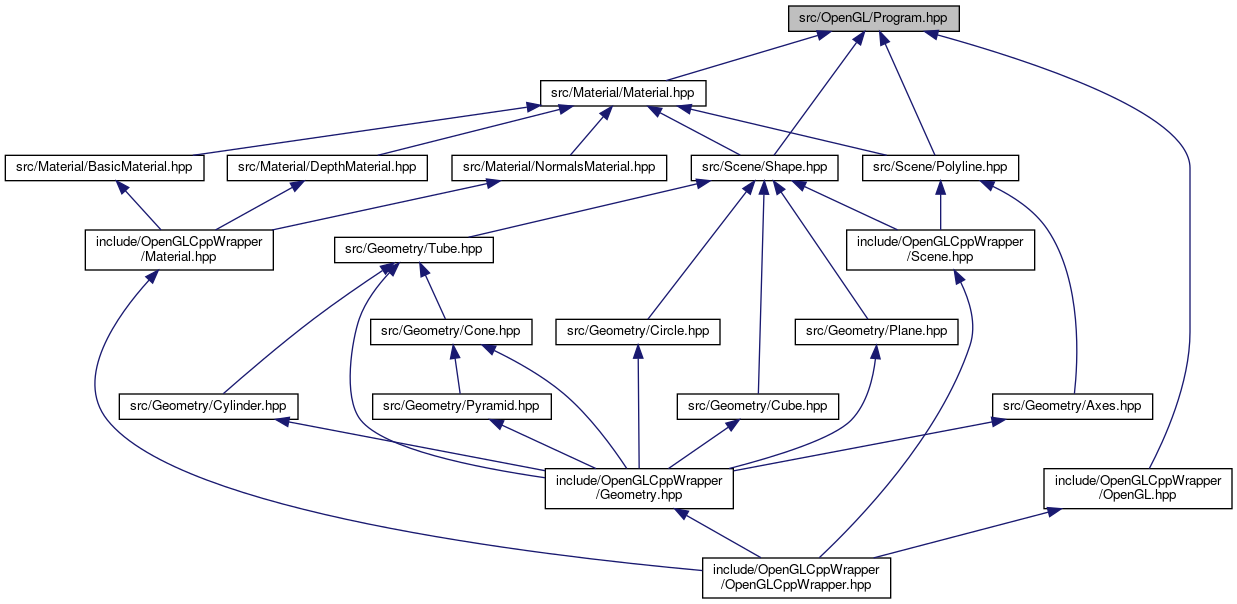 src/OpenGL/Program.hpp
src/Material/Material.hpp
src/Material/BasicMaterial.hpp
src/Material/DepthMaterial.hpp
src/Material/NormalsMaterial.hpp
src/Scene/Shape.hpp
src/Scene/Polyline.hpp
include/OpenGLCppWrapper
/Material.hpp
src/Geometry/Tube.hpp
include/OpenGLCppWrapper
/Scene.hpp
src/Geometry/Cone.hpp
src/Geometry/Circle.hpp
src/Geometry/Plane.hpp
src/Geometry/Cylinder.hpp
src/Geometry/Pyramid.hpp
src/Geometry/Cube.hpp
src/Geometry/Axes.hpp
include/OpenGLCppWrapper
/Geometry.hpp
include/OpenGLCppWrapper
/OpenGL.hpp
include/OpenGLCppWrapper
/OpenGLCppWrapper.hpp